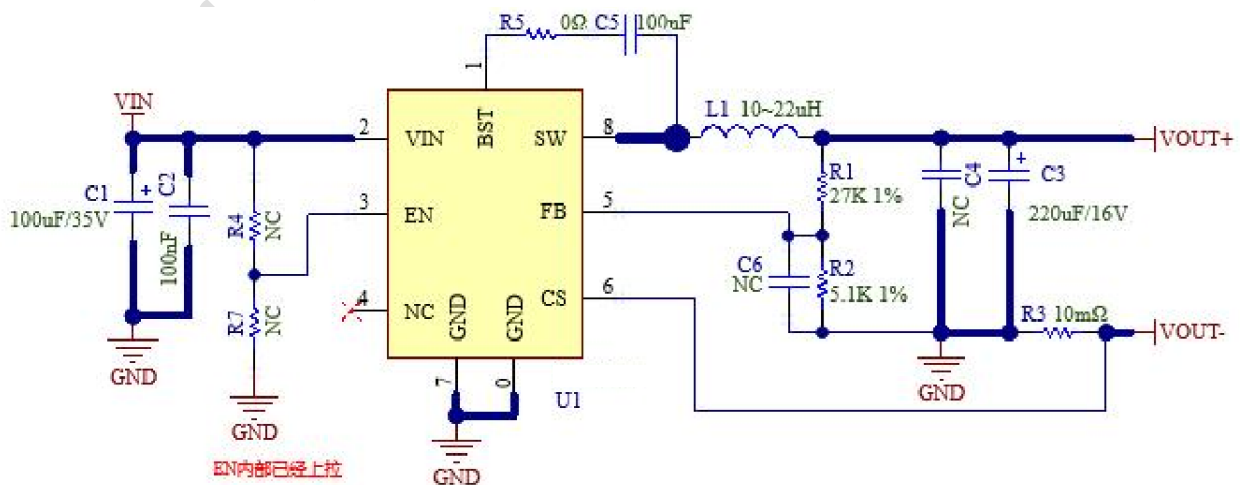 R5 0Ω C5 100uF
1
VIN
2 VIN
BST
SW 8
L1 10~22uH
VOUT+
C1
100uF/35V
C2
100nF
R4
NC
3 EN
FB 5
R1
27K 1%
C4
NC
C3
220uF/16V
C6
NC
R2
5.1K 1%
R7
NC
4 NC
GND
GND
CS 6
R3 10mΩ
VOUT-
GND
7
0
U1
GND
GND
GND
EN内部已经上拉